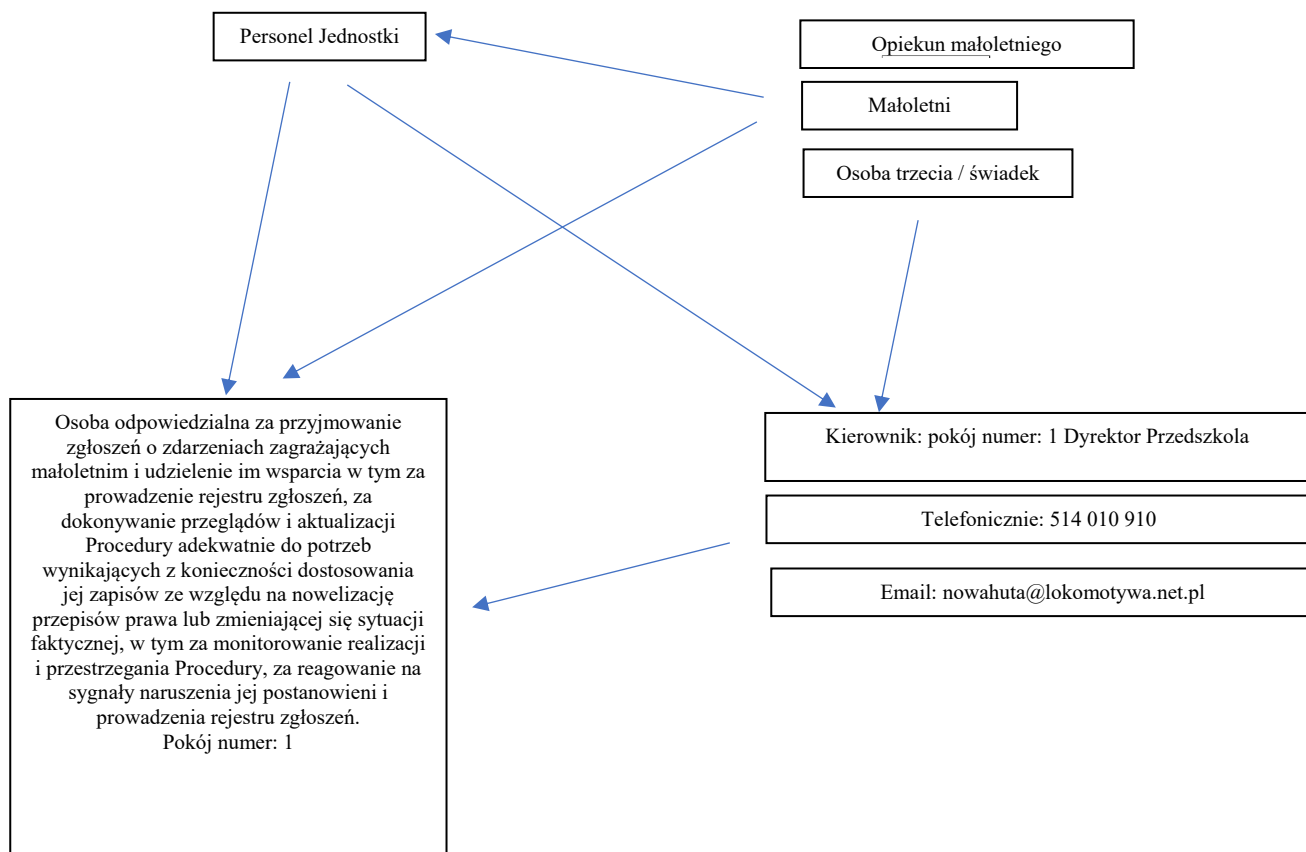 Personel Jednostki
Opiekun małoletniego
Małoletni
Osoba trzecia / świadek
Osoba odpowiedzialna za przyjmowanie
zgłoszeń o zdarzeniach zagrażających
małoletnim i udzielenie im wsparcia w tym za
prowadzenie rejestru zgłoszeń, za
dokonywanie przeglądów i aktualizacji
Procedury adekwatnie do potrzeb
wynikających z konieczności dostosowania
jej zapisów ze względu na nowelizację
przepisów prawa lub zmieniającej się sytuacji
faktycznej, w tym za monitorowanie realizacji
i przestrzegania Procedury, za reagowanie na
sygnały naruszenia jej postanowieni i
prowadzenia rejestru zgłoszeń.
Pokój numer: 1
Kierownik: pokój numer: 1 Dyrektor Przedszkola
Telefonicznie: 514 010 910
Email: nowahuta@lokomotywa.net.pl